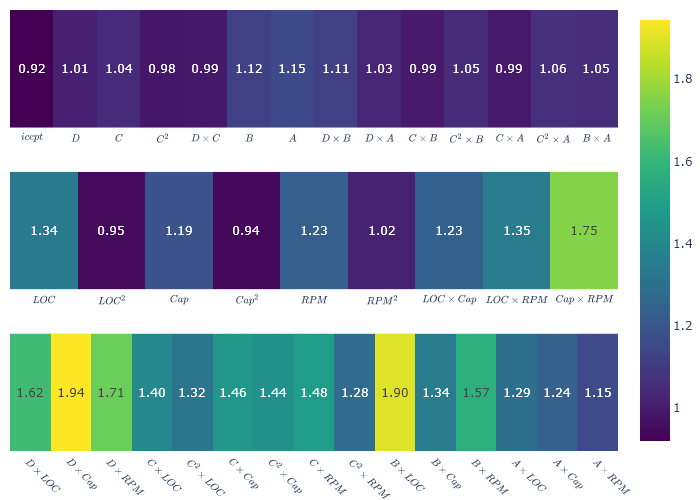 0.92 1.01 1.04 0.98 0.99 1.12 1.15 1.11 1.03 0.99 1.05 0.99 1.06 1.05
icept D C C² D × C B A D × B D × A C × B C² × B C × A C² × A B × A
1.34 0.95 1.19 0.94 1.23 1.02 1.23 1.35 1.75
LOC LOC² Cap Cap² RPM RPM² LOC × Cap LOC × RPM Cap × RPM
1.62 1.94 1.71 1.40 1.32 1.46 1.44 1.48 1.28 1.90 1.34 1.57 1.29 1.24 1.15
D × LOC D × Cap D × RPM C × LOC C² × LOC C × Cap C² × Cap C × RPM C² × RPM B × LOC B × Cap B × RPM A × LOC A × Cap A × RPM
1.8
1.6
1.4
1.2
1